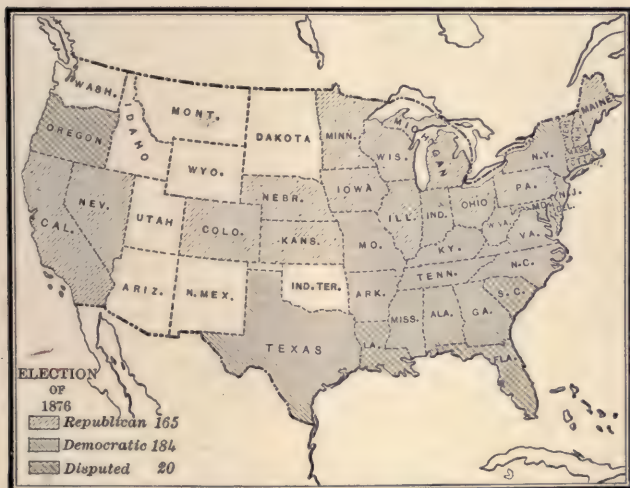 WASH.
MONT.
DAKOTA
MINN.
MAINE
OREGON
IDAHO
WYO.
WIS.
MICHIGAN
N.Y.
NEBR.
IOWA
PA.
N.J.
NEV.
UTAH
COLO.
KANS.
ILL.
IND.
OHIO
CAL.
MO.
KY.
W.VA.
VA.
ARIZ.
N.MEX.
IND.TER.
ARK.
TENN.
N.C.
S.C.
TEXAS
LA.
MISS.
ALA.
GA.
FLA.
ELECTION
OF
1876
Republican 165
Democratic 184
Disputed 20